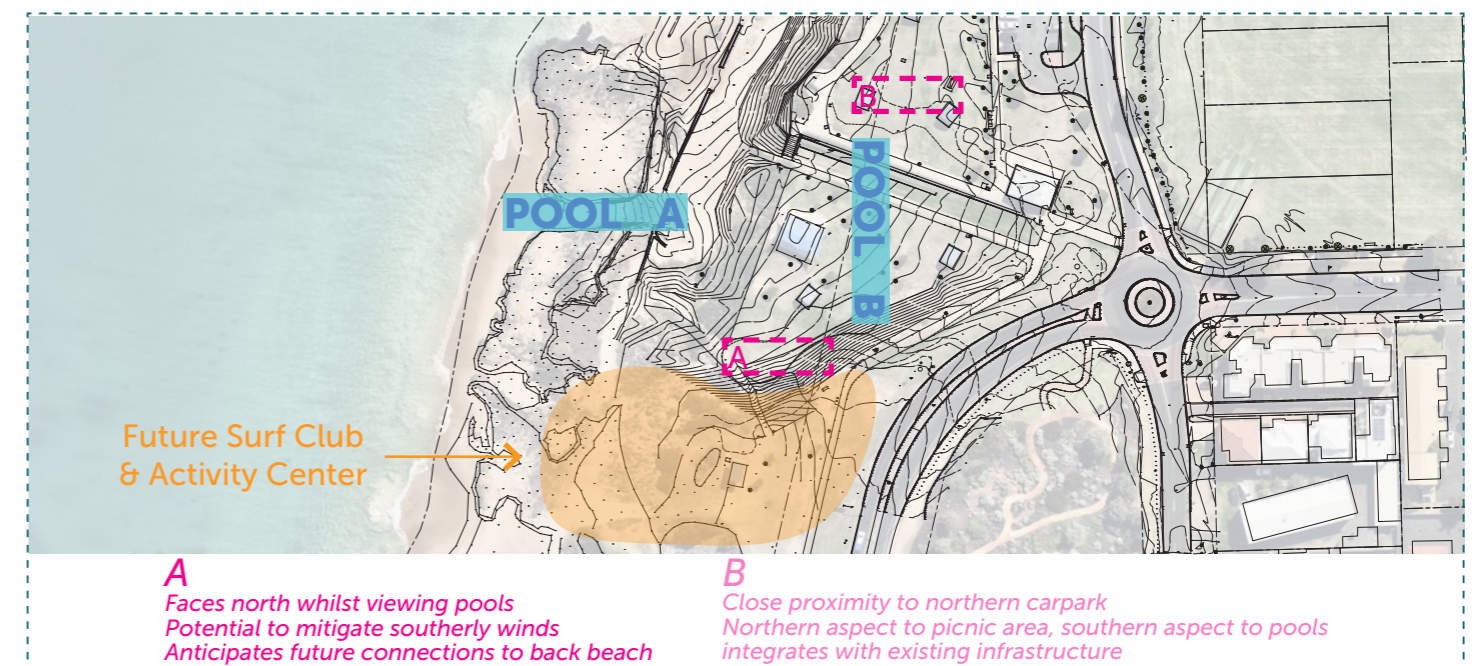 B
POOL A
POOL B
A
Future Surf Club
& Activity Center
A
Faces north whilst viewing pools
Potential to mitigate southerly winds
Anticipates future connections to back beach
B
Close proximity to northern carpark
Northern aspect to picnic area, southern aspect to pools
integrates with existing infrastructure